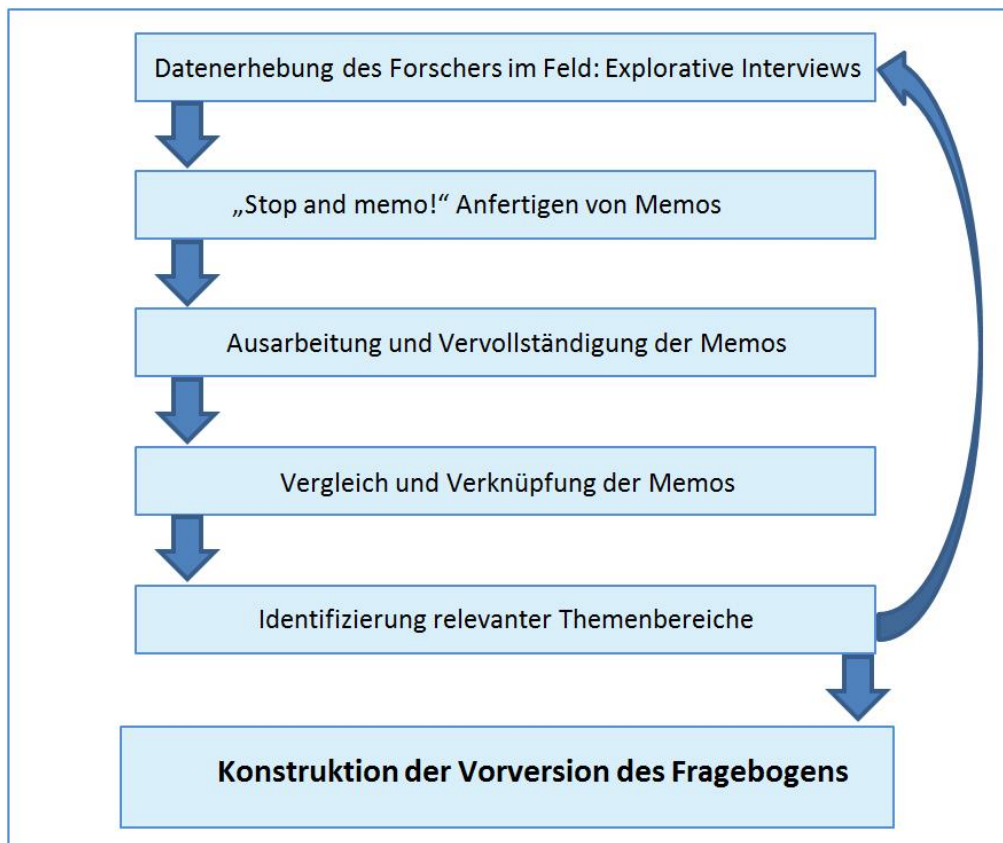 Datenerhebung des Forschers im Feld: Explorative Interviews
„Stop and memo!“ Anfertigen von Memos
Ausarbeitung und Vervollständigung der Memos
Vergleich und Verknüpfung der Memos
Identifizierung relevanter Themenbereiche
Konstruktion der Vorversion des Fragebogens